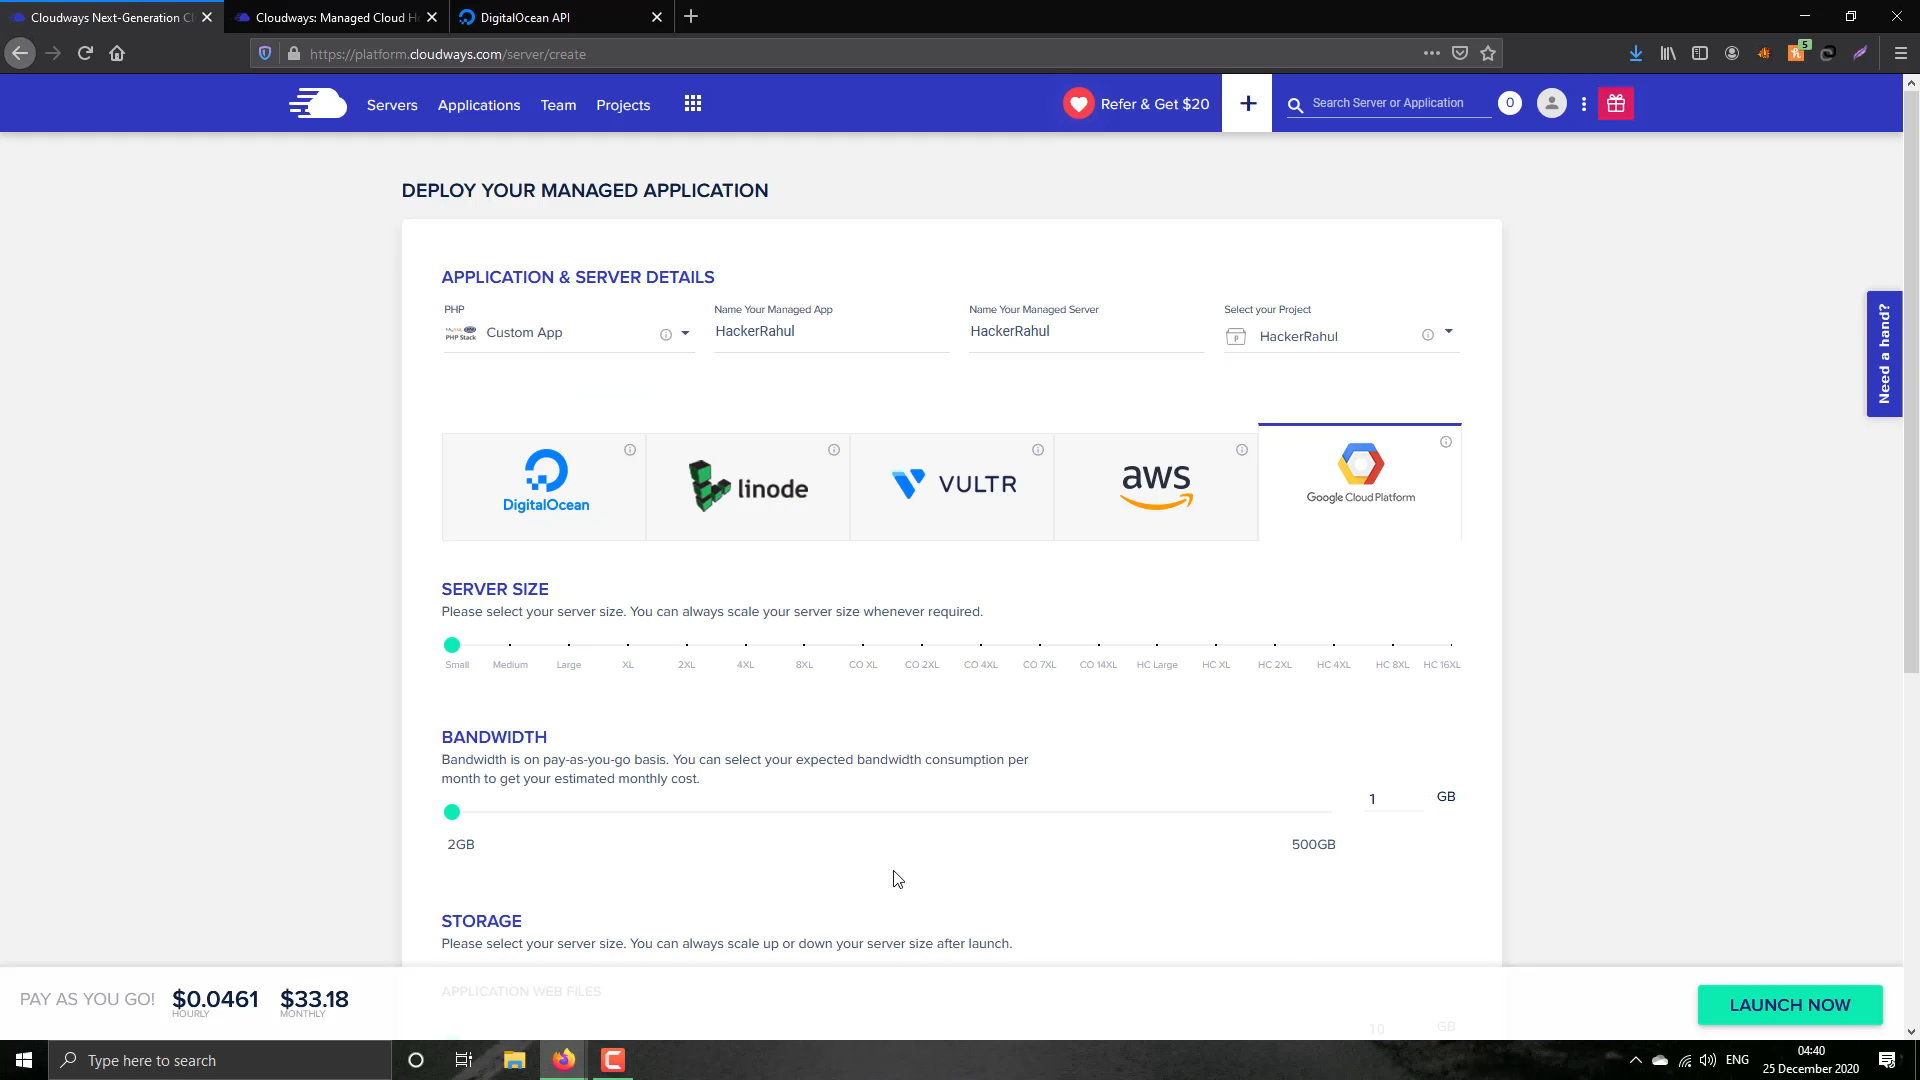 Cloudways Next-Generation Cl
Cloudways: Managed Cloud H
DigitalOcean API
https://platform.cloudways.com/server/create
5
Servers
Applications
Team
Projects
Refer & Get $20
+
Search Server or Application
0
DEPLOY YOUR MANAGED APPLICATION
APPLICATION & SERVER DETAILS
PHP
Name Your Managed App
Name Your Managed Server
Select your Project
PHP Stack
Custom App
HackerRahul
HackerRahul
HackerRahul
Need a hand?
DigitalOcean
linode
VULTR
aws
Google Cloud Platform
SERVER SIZE
Please select your server size. You can always scale your server size whenever required.
Small Medium Large XL 2XL 4XL 8XL CO XL CO 2XL CO 4XL CO 7XL CO 14XL HC Large HC XL HC 2XL HC 4XL HC 8XL HC 16XL
BANDWIDTH
Bandwidth is on pay-as-you-go basis. You can select your expected bandwidth consumption per
month to get your estimated monthly cost.
1 GB
2GB
500GB
STORAGE
Please select your server size. You can always scale up or down your server size after launch.
APPLICATION WEB FILES
10 GB
PAY AS YOU GO!
$0.0461
HOURLY
$33.18
MONTHLY
LAUNCH NOW
Type here to search
ENG
04:40
25 December 2020